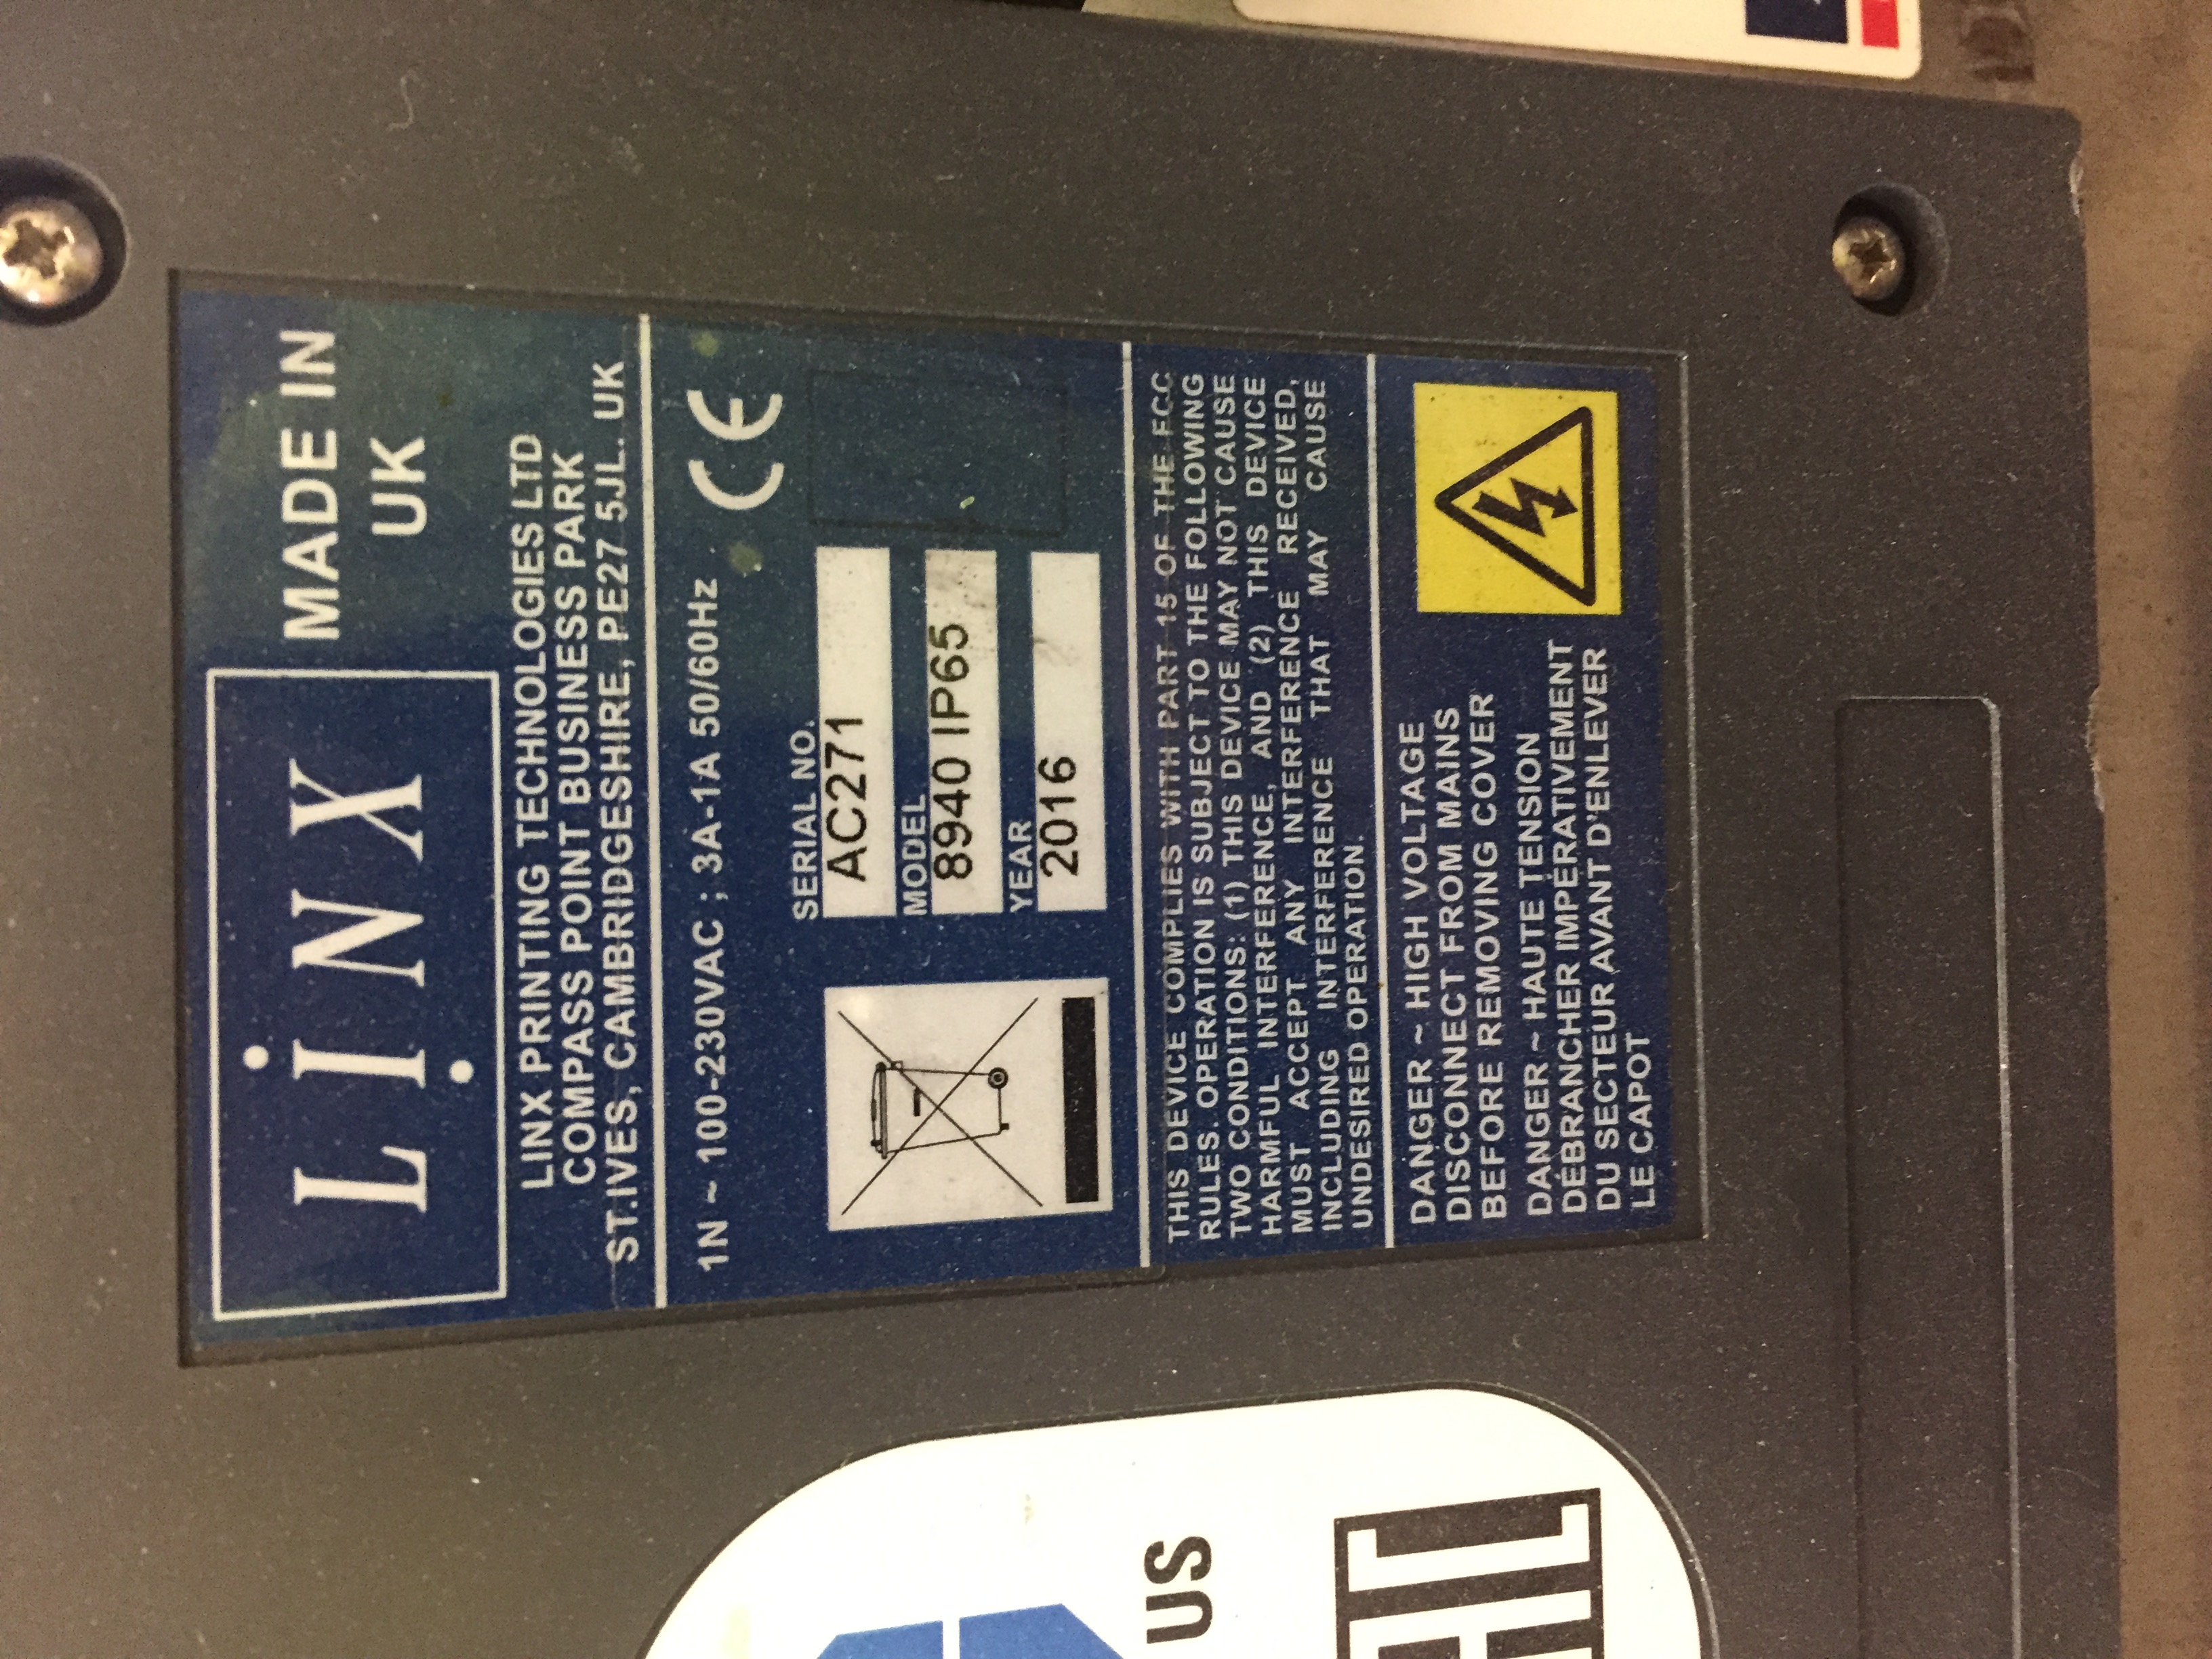 LiNX
MADE IN
UK
LINX PRINTING TECHNOLOGIES LTD
COMPASS POINT BUSINESS PARK
ST.IVES, CAMBRIDGESHIRE, PE27 5JL. UK
1N ~ 100-230VAC ; 3A-1A 50/60Hz
CE
SERIAL NO.
AC271
MODEL
8940 IP65
YEAR
2016
THIS DEVICE COMPLIES WITH PART 15 OF THE FCC
RULES. OPERATION IS SUBJECT TO THE FOLLOWING
TWO CONDITIONS: (1) THIS DEVICE MAY NOT CAUSE
HARMFUL INTERFERENCE, AND (2) THIS DEVICE
MUST ACCEPT ANY INTERFERENCE RECEIVED,
INCLUDING INTERFERENCE THAT MAY CAUSE
UNDESIRED OPERATION.
DANGER ~ HIGH VOLTAGE
DISCONNECT FROM MAINS
BEFORE REMOVING COVER
DANGER ~ HAUTE TENSION
DÉBRANCHER IMPÉRATIVEMENT
DU SECTEUR AVANT D'ENLEVER
LE CAPOT
US